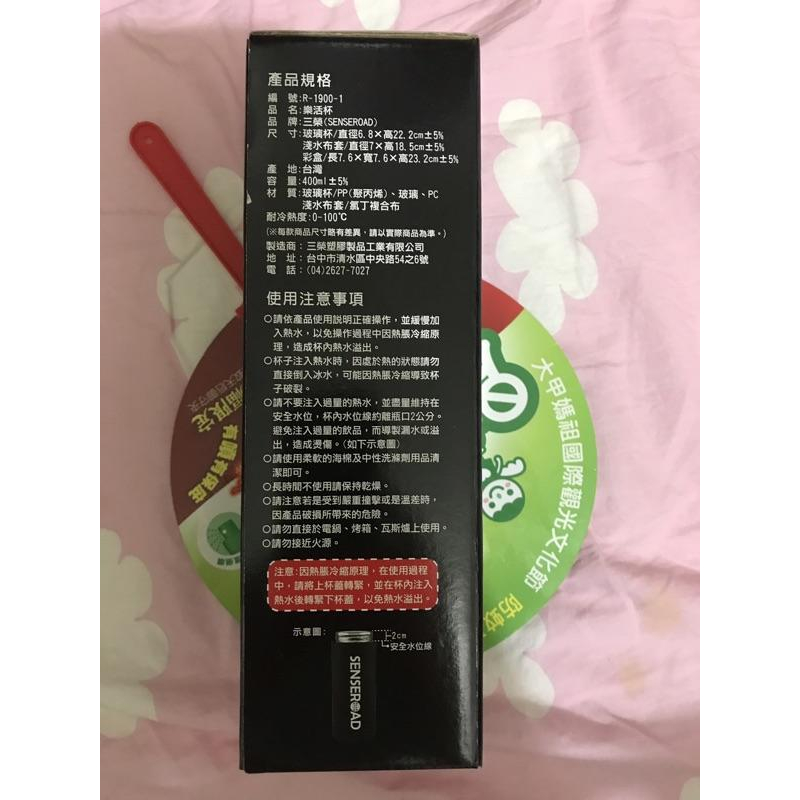 產品規格
編　號:R-1900-1
品　名:樂活杯
品　牌:三榮(SENSEROAD)
尺　寸:玻璃杯/直徑6.8×高22.2cm±5%
淺水布套/直徑7×高18.5cm±5%
彩盒/長7.6×寬7.6×高23.2cm±5%
產　地:台灣
容　量:400ml±5%
材　質:玻璃杯/PP(聚丙烯)、玻璃、PC
淺水布套/氯丁複合布
耐冷熱度:0-100℃
(※每款商品尺寸略有差異，請以實際商品為準。)
製造商：三榮塑膠製品工業有限公司
地　址：台中市清水區中央路54之6號
電　話：(04)2627-7027
使用注意事項
○請依產品使用說明正確操作，並緩慢加
入熱水，以免操作過程中因熱脹冷縮原
理，造成杯內熱水溢出。
○杯子注入熱水時，因處於熱的狀態請勿
直接倒入冰水，可能因熱脹冷縮導致杯
子破裂。
○請不要注入過量的熱水，並盡量維持在
安全水位，杯內水位線約離瓶口2公分。
避免注入過量的飲品，而導製漏水或溢
出，造成燙傷。(如下示意圖)
○請使用柔軟的海棉及中性洗滌劑用品清
潔即可。
○長時間不使用請保持乾燥。
○請注意若是受到嚴重撞擊或是溫差時，
因產品破損所帶來的危險。
○請勿直接於電鍋、烤箱、瓦斯爐上使用。
○請勿接近火源。
注意:因熱脹冷縮原理，在使用過程
中，請將上杯蓋轉緊，並在杯內注入
熱水後轉緊下杯蓋，以免熱水溢出。
示意圖:
2cm
安全水位線
SENSEROAD
大甲媽祖國際觀光文化節
防蚊
限定